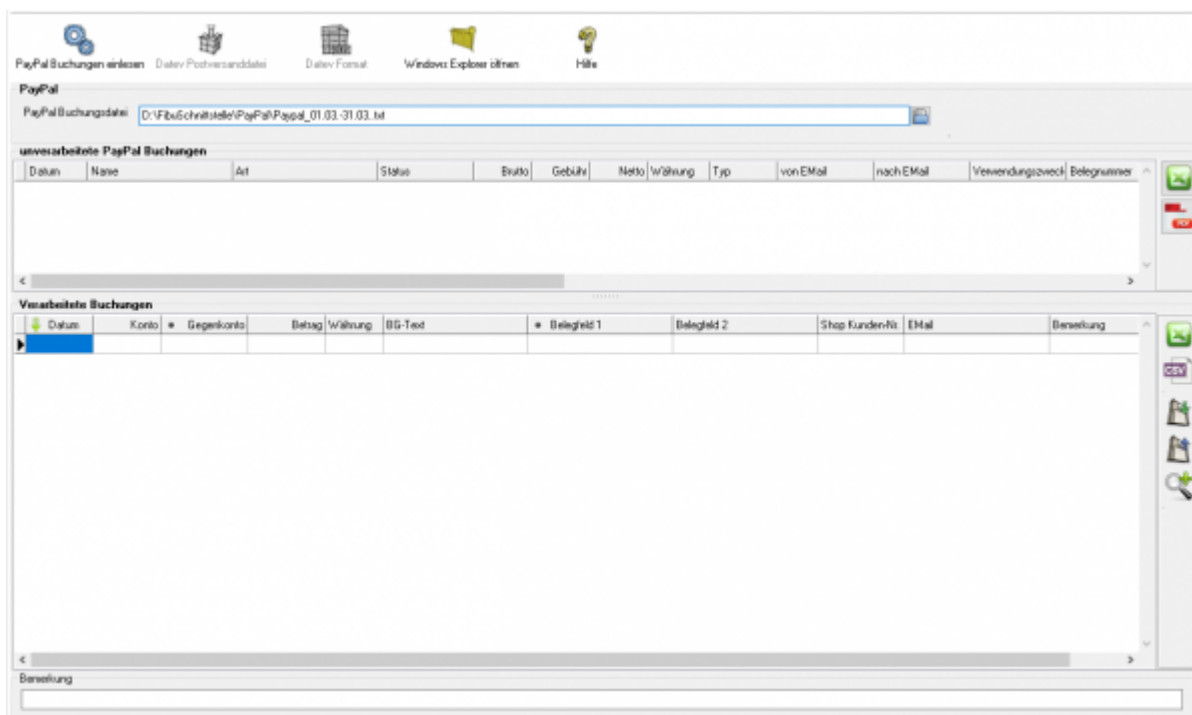 PayPal Buchungen einlesen Datev Postversanddatei Datev Format Windows Explorer öffnen Hilfe
PayPal
PayPal Buchungsdatei D:\FibuSchnittstelle\PayPal\Paypal_01.03.-31.03..txt
unverarbeitete PayPal Buchungen
Datum Name Art Status Brutto Gebühr Netto Währung Typ von EMail nach EMail Verwendungszweck Belegnummer
PDF
Verarbeitete Buchungen
Datum Konto Gegenkonto Betrag Währung BG-Text Belegfeld 1 Belegfeld 2 Shop Kunden-Nr. EMail Bemerkung
CSV
Bemerkung